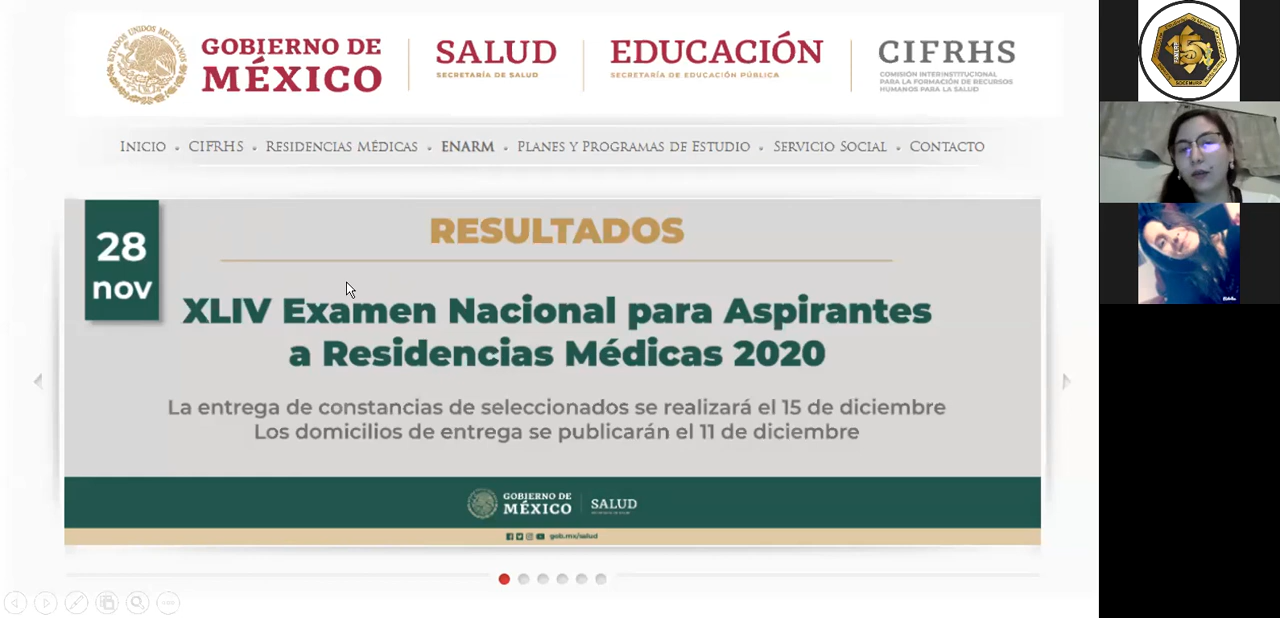 ESTADOS UNIDOS MEXICANOS
GOBIERNO DE
MÉXICO
SALUD
SECRETARÍA DE SALUD
EDUCACIÓN
SECRETARÍA DE EDUCACIÓN PÚBLICA
CIFRHS
COMISIÓN INTERINSTITUCIONAL
PARA LA FORMACIÓN DE RECURSOS
HUMANOS PARA LA SALUD
INICIO • CIFRHS • RESIDENCIAS MÉDICAS • ENARM • PLANES Y PROGRAMAS DE ESTUDIO • SERVICIO SOCIAL • CONTACTO
28
nov
RESULTADOS
XLIV Examen Nacional para Aspirantes
a Residencias Médicas 2020
La entrega de constancias de seleccionados se realizará el 15 de diciembre
Los domicilios de entrega se publicarán el 11 de diciembre
GOBIERNO DE
MÉXICO
SALUD
gob.mx/salud